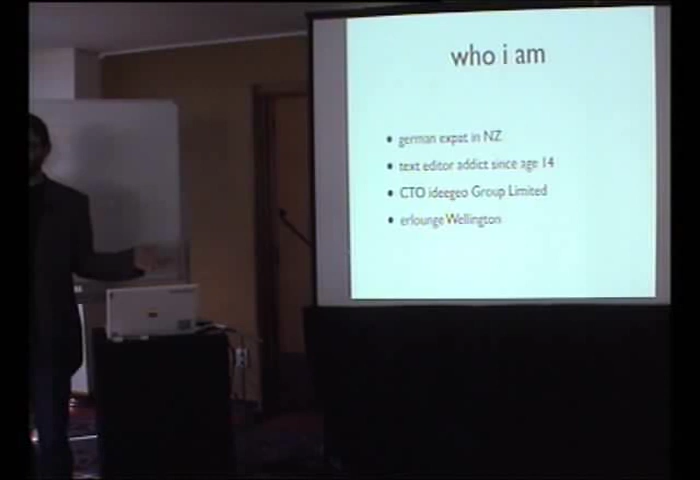 who i am
• german expat in NZ
• text editor addict since age 14
• CTO ideegeo Group Limited
• erlounge Wellington